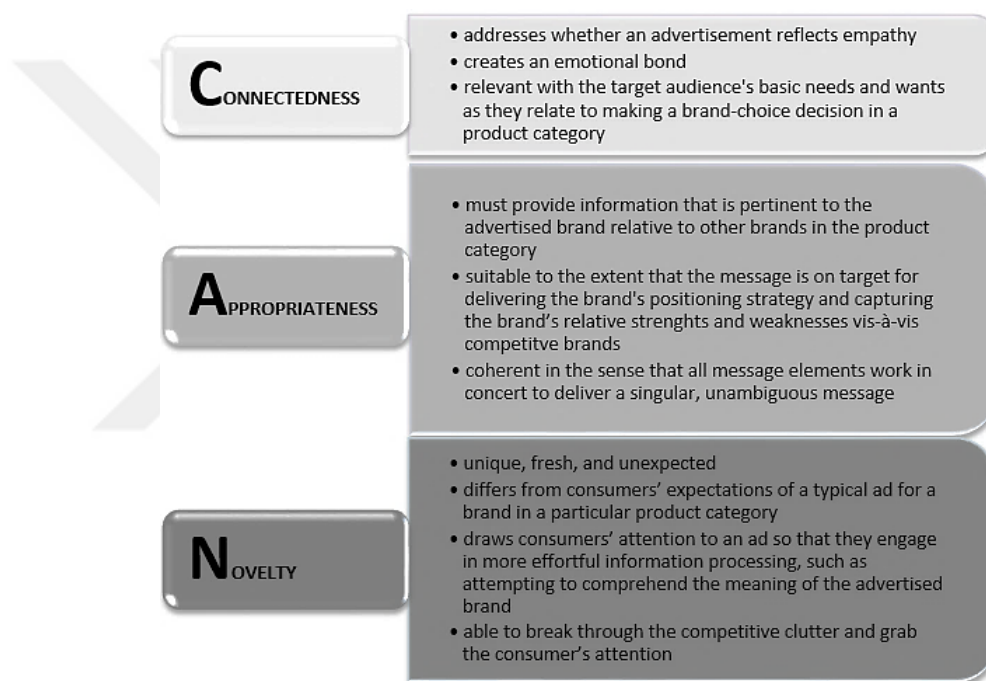 CONNECTEDNESS
• addresses whether an advertisement reflects empathy
• creates an emotional bond
• relevant with the target audience's basic needs and wants
as they relate to making a brand-choice decision in a
product category
APPROPRIATENESS
• must provide information that is pertinent to the
advertised brand relative to other brands in the product
category
• suitable to the extent that the message is on target for
delivering the brand's positioning strategy and capturing
the brand’s relative strenghts and weaknesses vis-à-vis
competitve brands
• coherent in the sense that all message elements work in
concert to deliver a singular, unambiguous message
NOVELTY
• unique, fresh, and unexpected
• differs from consumers’ expectations of a typical ad for a
brand in a particular product category
• draws consumers’ attention to an ad so that they engage
in more effortful information processing, such as
attempting to comprehend the meaning of the advertised
brand
• able to break through the competitive clutter and grab
the consumer’s attention